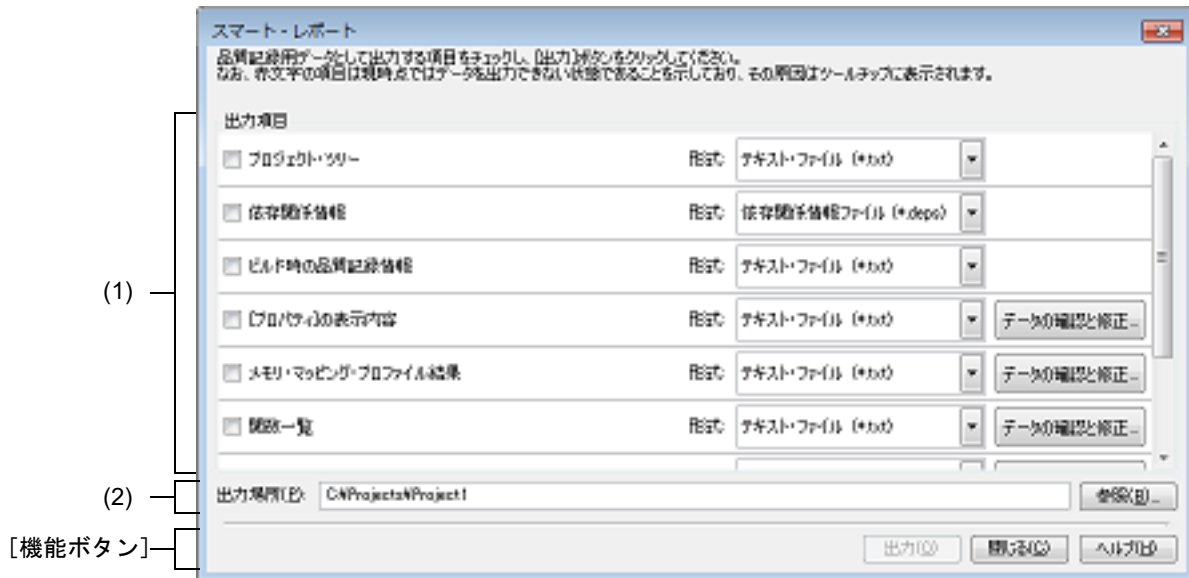 スマート・レポート
品質記録用データとして出力する項目をチェックし、[出力]ボタンをクリックしてください。
なお、赤文字の項目は現時点ではデータを出力できない状態であることを示しており、その原因はツールチップに表示されます。
出力項目
プロジェクト・ツリー 形式: テキスト・ファイル (*.txt)
依存関係情報 形式: 依存関係情報ファイル (*.deps)
ビルド時の品質記録情報 形式: テキスト・ファイル (*.txt)
(1)
[プロパティ]の表示内容 形式: テキスト・ファイル (*.txt) データの確認と修正...
メモリ・マッピング・プロファイル結果 形式: テキスト・ファイル (*.txt) データの確認と修正...
関数一覧 形式: テキスト・ファイル (*.txt) データの確認と修正...
(2)
出力場所(P): C:¥Projects¥Project1 参照(B)...
[機能ボタン]
出力(O) 閉じる(C) ヘルプ(H)